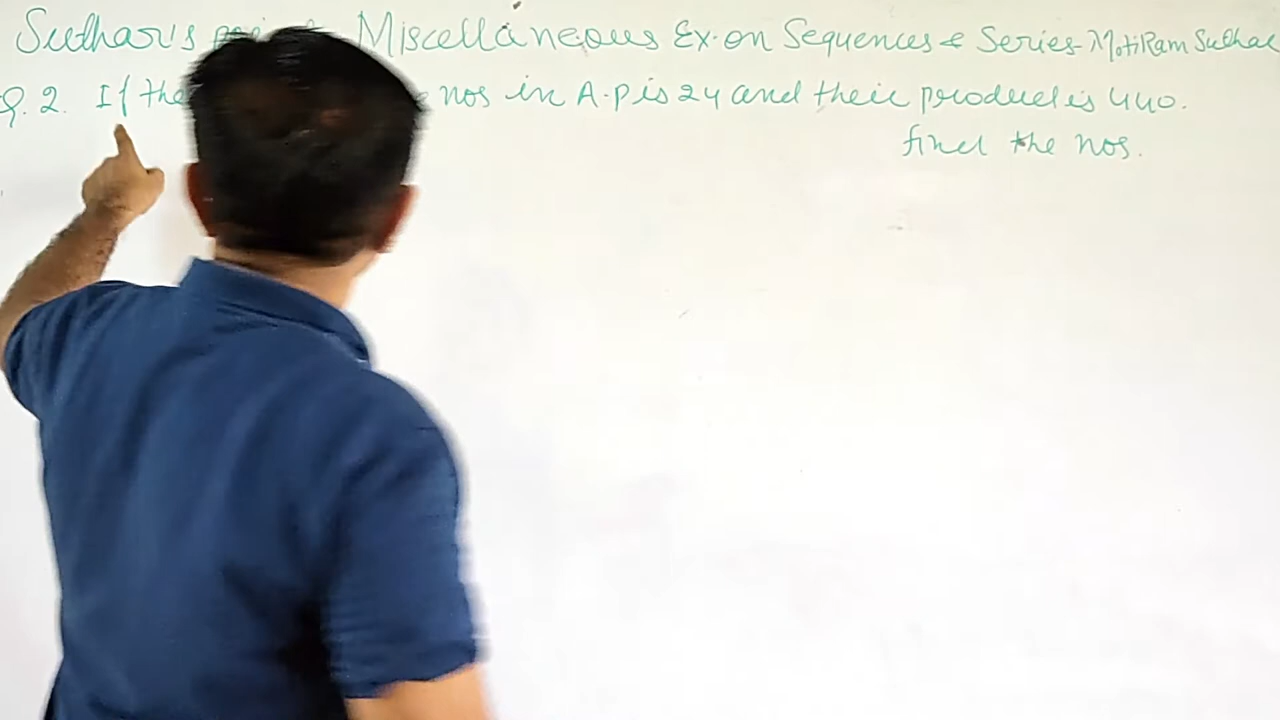 Suthar's Miscellaneous Ex. on Sequences & Series - MotiRam Suthar
Q. 2. If the nos in A.P is 24 and their product is 440.
find the nos.